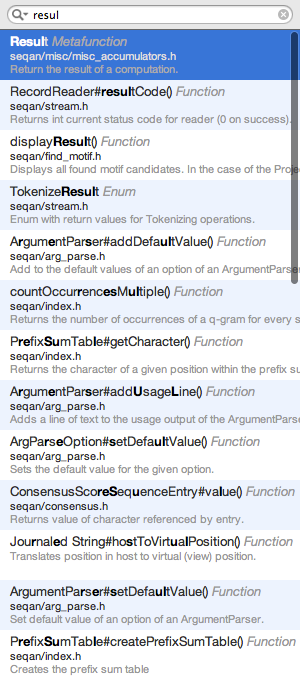 resul
Result Metafunction
seqan/misc/misc_accumulators.h
Return the result of a computation.
RecordReader#resultCode() Function
seqan/stream.h
Returns int current status code for reader (0 on success).
displayResult() Function
seqan/find_motif.h
Displays all found motif candidates. In the case of the Proje
TokenizeResult Enum
seqan/stream.h
Enum with return values for Tokenizing operations.
ArgumentParser#addDefaultValue() Function
seqan/arg_parse.h
Add to the default values of an option of an ArgumentParser
countOccurrencesMultiple() Function
seqan/index.h
Returns the number of occurrences of a q-gram for every s
PrefixSumTable#getCharacter() Function
seqan/index.h
Returns the character of a given position within the prefix su
ArgumentParser#addUsageLine() Function
seqan/arg_parse.h
Adds a line of text to the usage output of the ArgumentParse
ArgParseOption#setDefaultValue() Function
seqan/arg_parse.h
Sets the default value for the given option.
ConsensusScoreSequenceEntry#value() Function
seqan/consensus.h
Returns value of character referenced by entry.
Journaled String#hostToVirtualPosition() Function
Translates position in host to virtual (view) position.
ArgumentParser#setDefaultValue() Function
seqan/arg_parse.h
Set default value of an option of an ArgumentParser.
PrefixSumTable#createPrefixSumTable() Function
seqan/index.h
Creates the prefix sum table